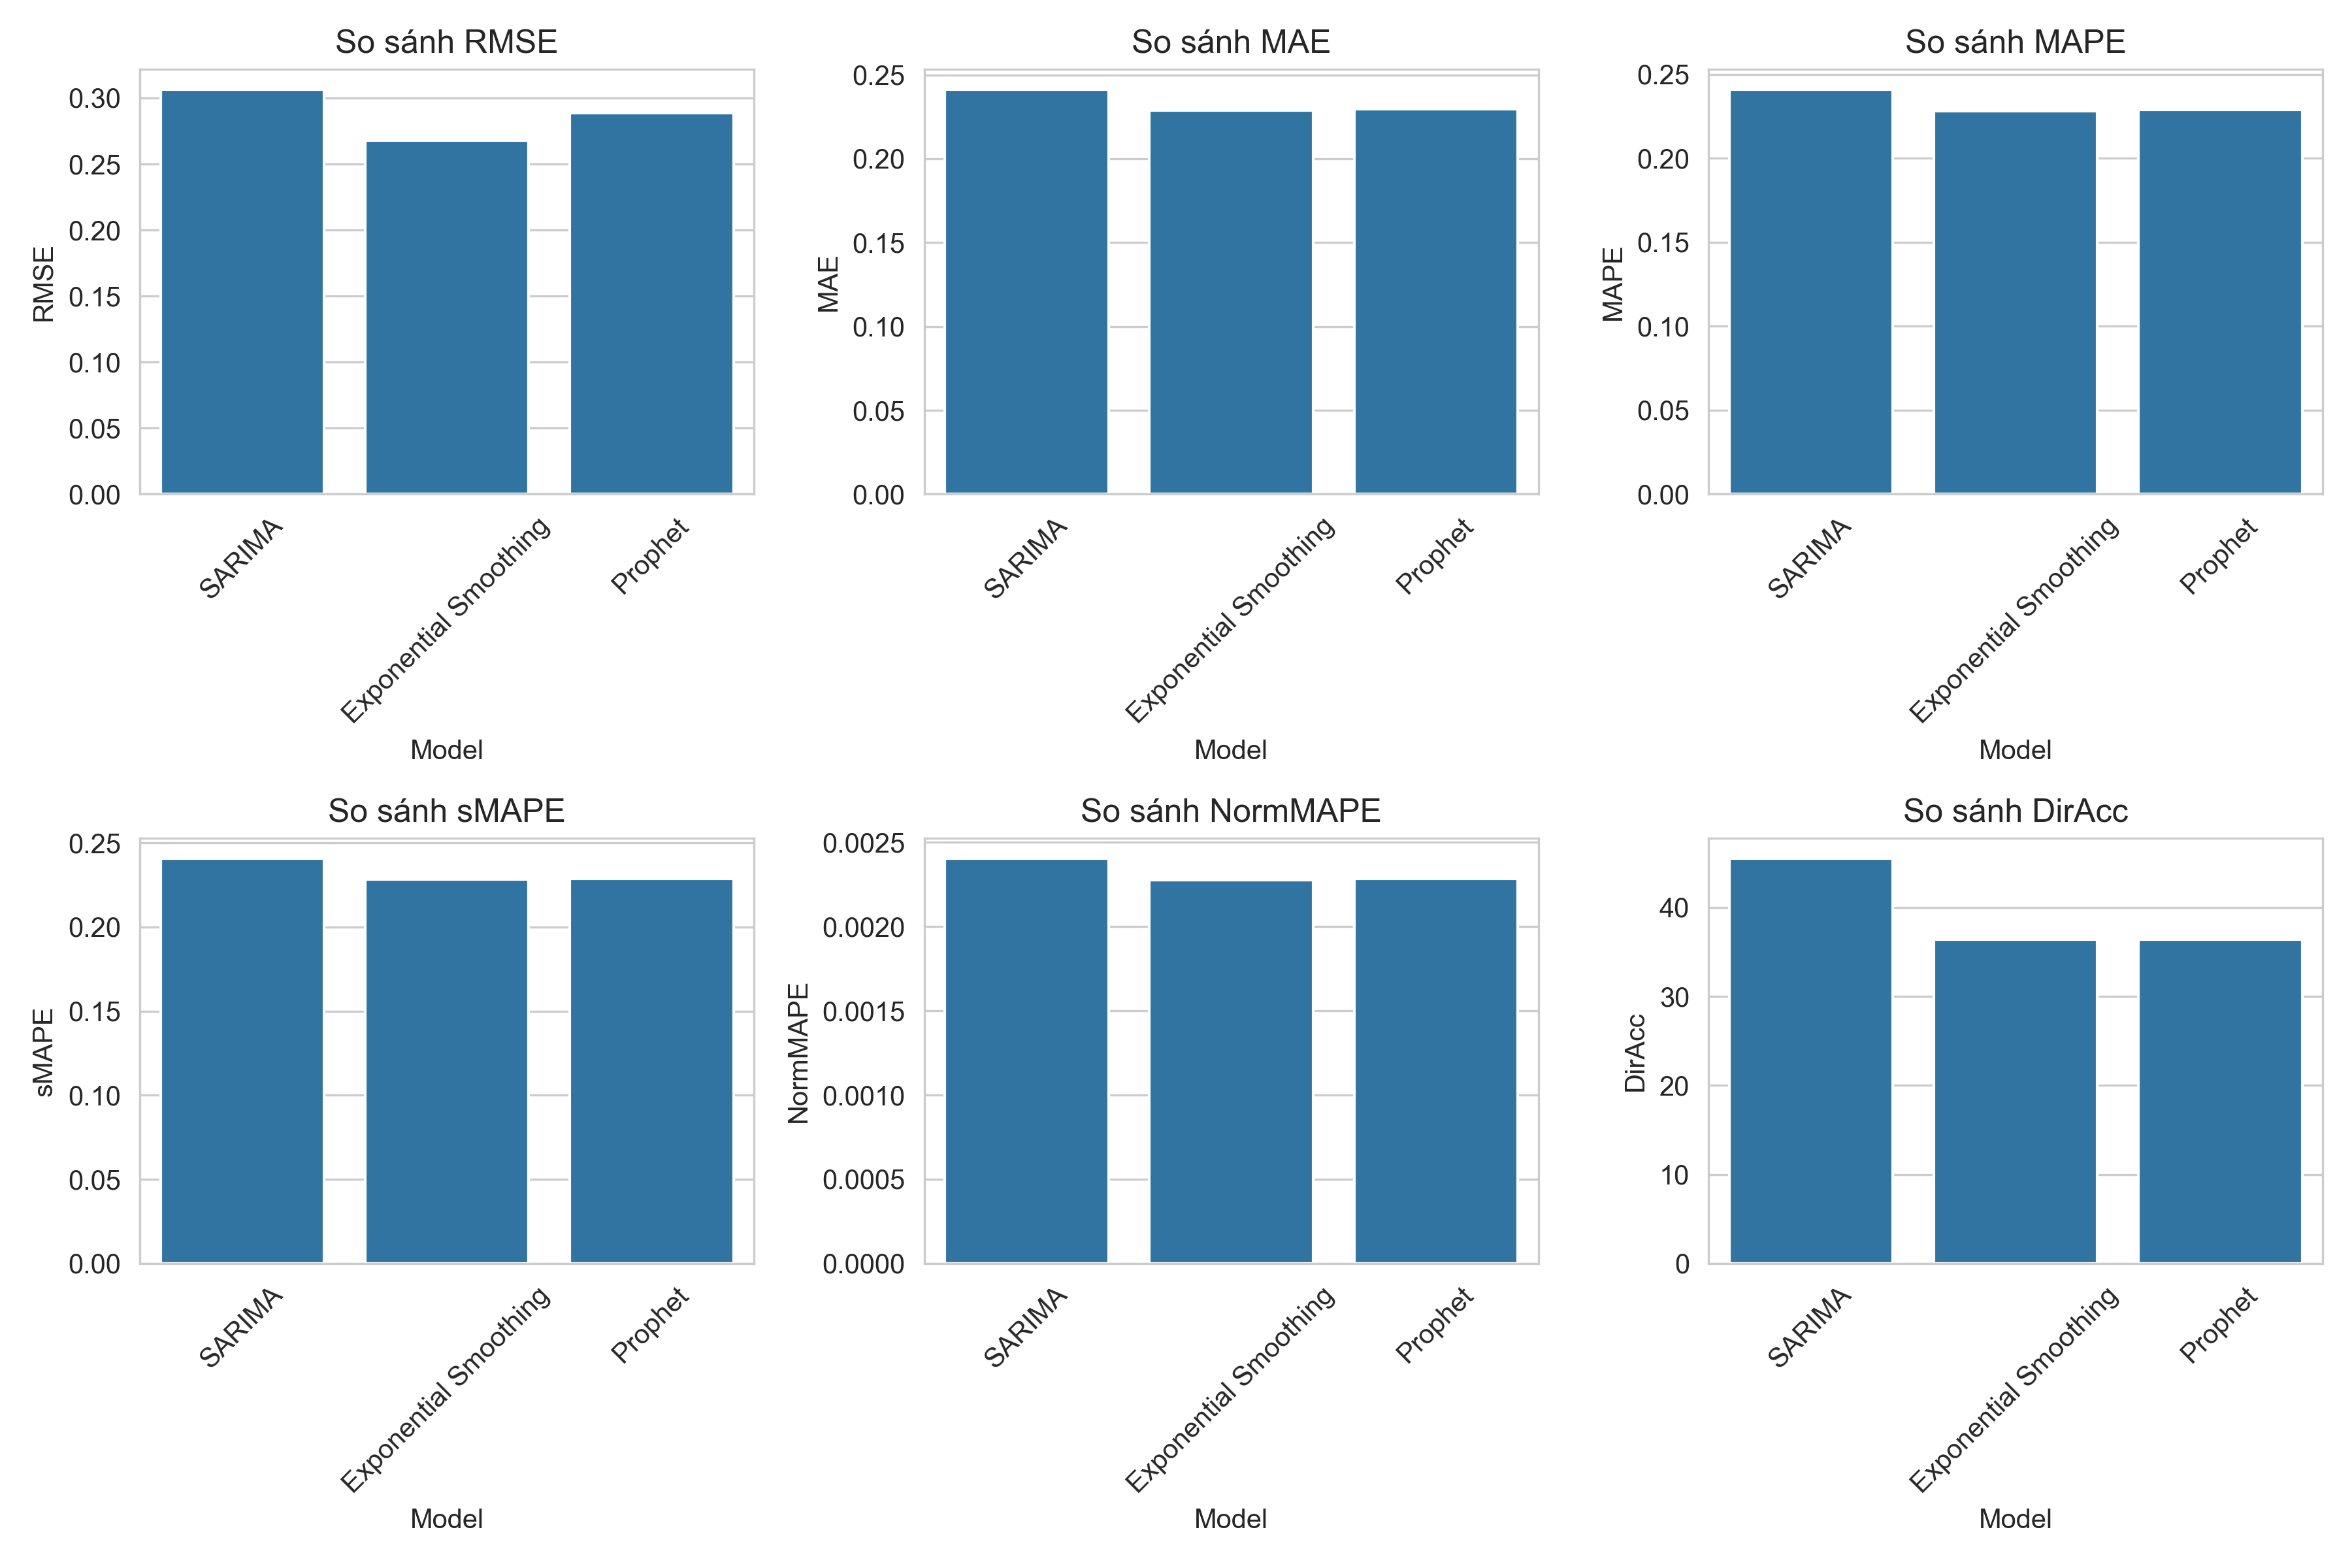 So sánh RMSE
RMSE
0.30
0.25
0.20
0.15
0.10
0.05
0.00
SARIMA
Exponential Smoothing
Prophet
Model
So sánh MAE
MAE
0.25
0.20
0.15
0.10
0.05
0.00
SARIMA
Exponential Smoothing
Prophet
Model
So sánh MAPE
MAPE
0.25
0.20
0.15
0.10
0.05
0.00
SARIMA
Exponential Smoothing
Prophet
Model
So sánh sMAPE
sMAPE
0.25
0.20
0.15
0.10
0.05
0.00
SARIMA
Exponential Smoothing
Prophet
Model
So sánh NormMAPE
NormMAPE
0.0025
0.0020
0.0015
0.0010
0.0005
0.0000
SARIMA
Exponential Smoothing
Prophet
Model
So sánh DirAcc
DirAcc
40
30
20
10
0
SARIMA
Exponential Smoothing
Prophet
Model